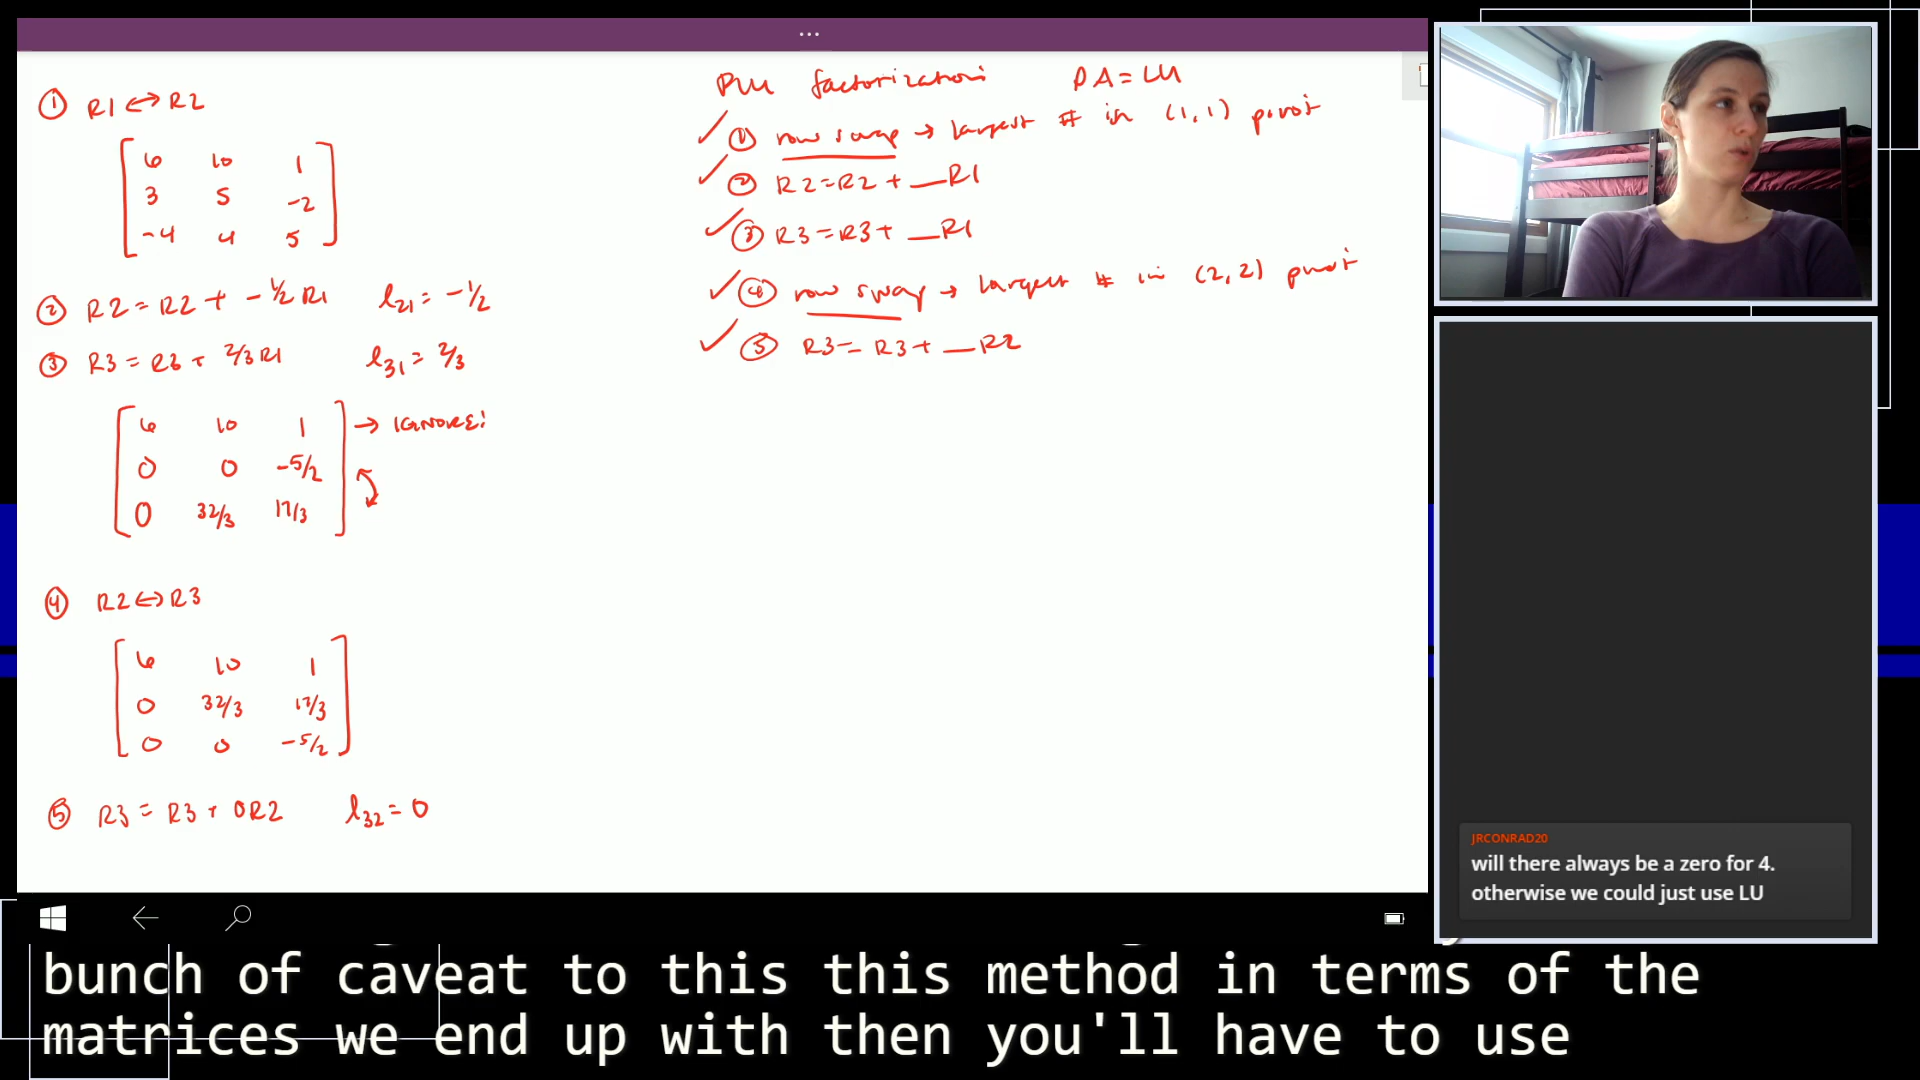 ...
① R1 ↔ R2
6 10 1
3 5 -2
-4 4 5
② R2 = R2 + -1/2 R1 l21 = -1/2
③ R3 = R3 + 2/3 R1 l31 = 2/3
6 10 1 → IGNORE!
0 0 -5/2
0 32/3 17/3
④ R2 ↔ R3
6 10 1
0 32/3 17/3
0 0 -5/2
⑤ R3 = R3 + 0R2 l32 = 0
PLU factorization PA = LU
✓ ① row swap → largest # in (1,1) pivot
✓ ② R2 = R2 + __R1
✓ ③ R3 = R3 + __R1
✓ ④ row swap → largest # in (2,2) pivot
✓ ⑤ R3 = R3 + __R2
JRCONRAD20
will there always be a zero for 4.
otherwise we could just use LU
bunch of caveat to this this method in terms of the
matrices we end up with then you'll have to use